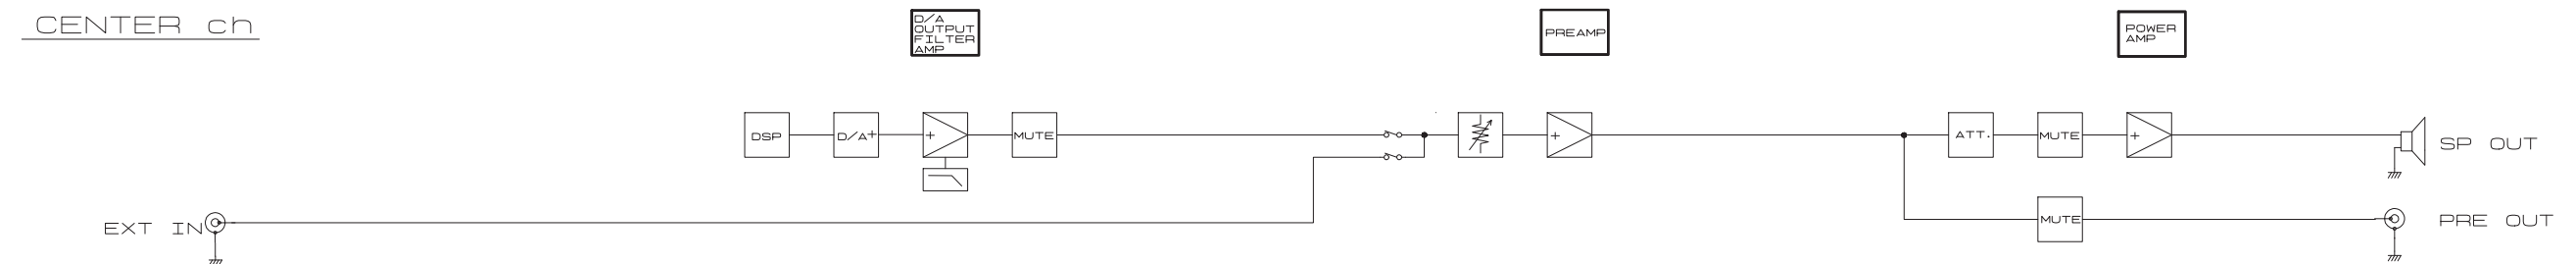 CENTER ch
D/A
OUTPUT
FILTER
AMP
PREAMP
POWER
AMP
DSP
D/A+
+
MUTE
+
ATT.
MUTE
+
SP OUT
EXT IN
MUTE
PRE OUT